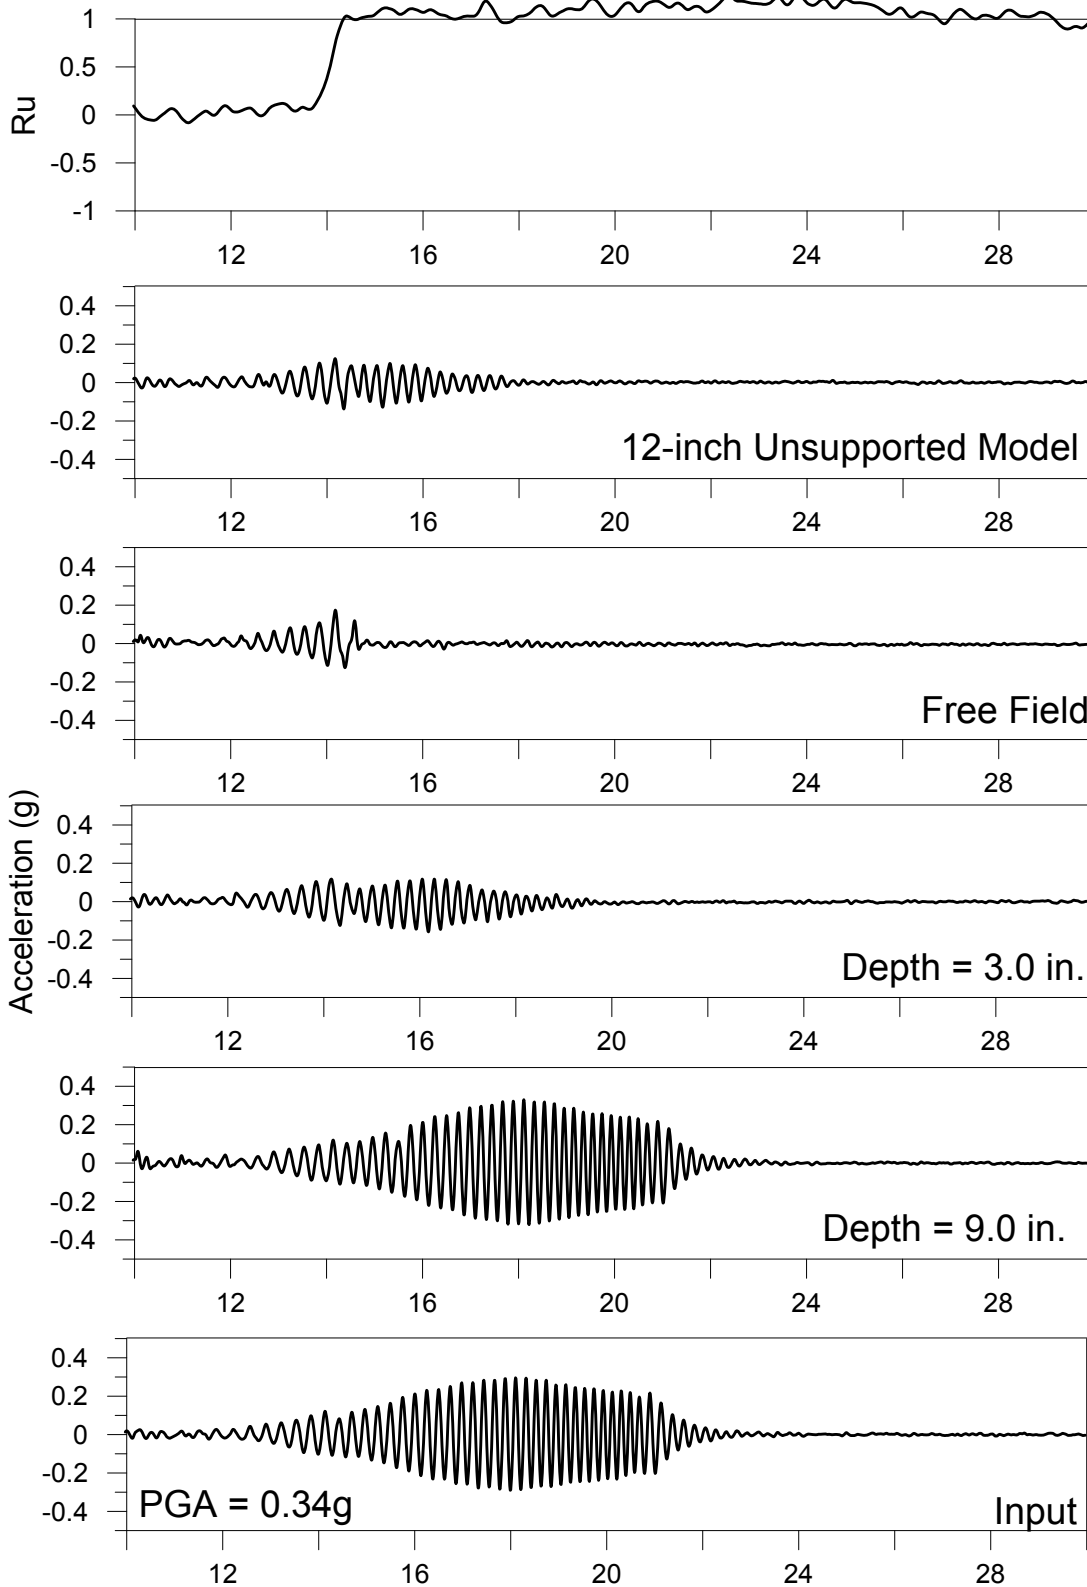 Ru
1
0.5
0
-0.5
-1
12 16 20 24 28
0.4
0.2
0
-0.2
-0.4
12-inch Unsupported Model
12 16 20 24 28
0.4
0.2
0
-0.2
-0.4
Free Field
12 16 20 24 28
Acceleration (g)
0.4
0.2
0
-0.2
-0.4
Depth = 3.0 in.
12 16 20 24 28
0.4
0.2
0
-0.2
-0.4
Depth = 9.0 in.
12 16 20 24 28
0.4
0.2
0
-0.2
-0.4
PGA = 0.34g
Input
12 16 20 24 28